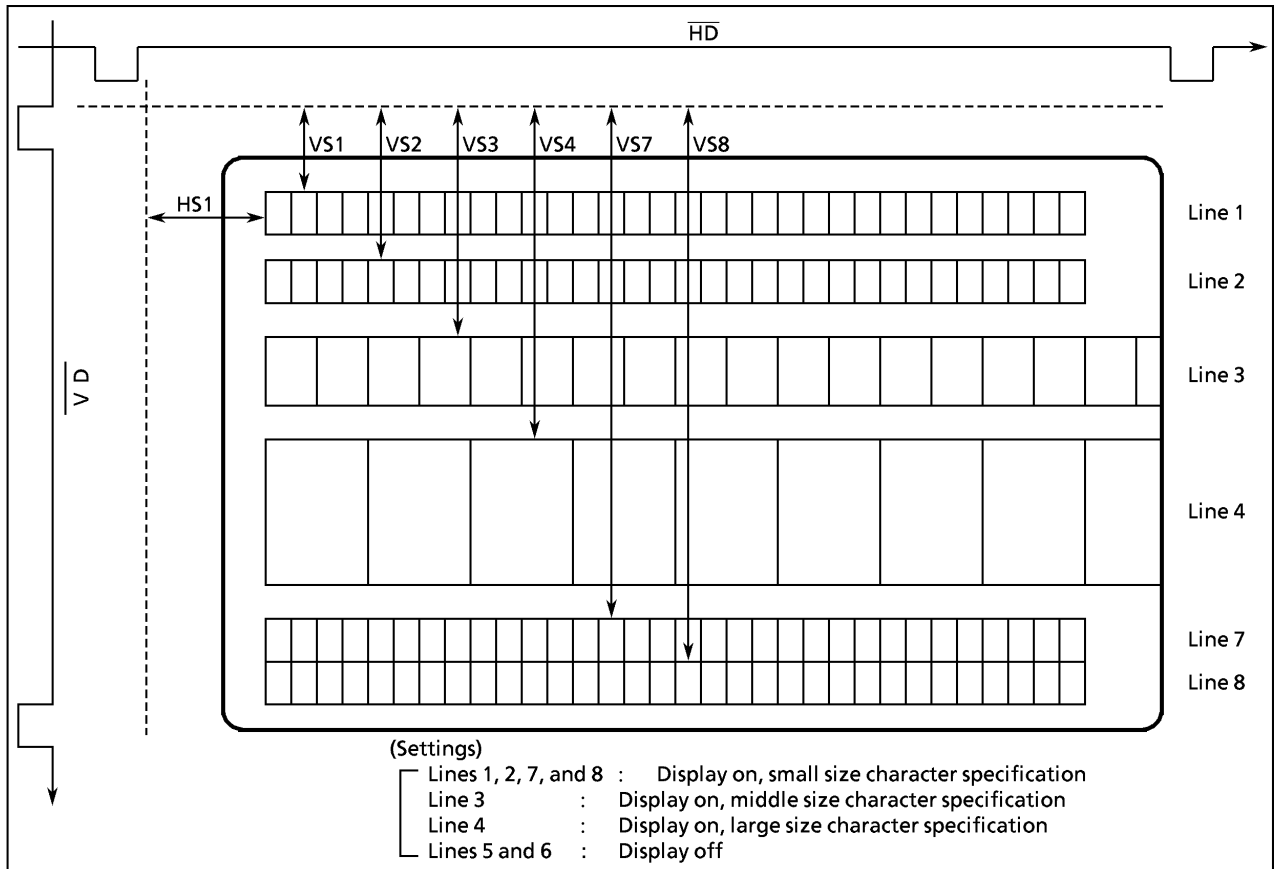 HD
VS1 VS2 VS3 VS4 VS7 VS8
HS1
Line 1
Line 2
Line 3
VD
Line 4
Line 7
Line 8
(Settings)
Lines 1, 2, 7, and 8 : Display on, small size character specification
Line 3 : Display on, middle size character specification
Line 4 : Display on, large size character specification
Lines 5 and 6 : Display off